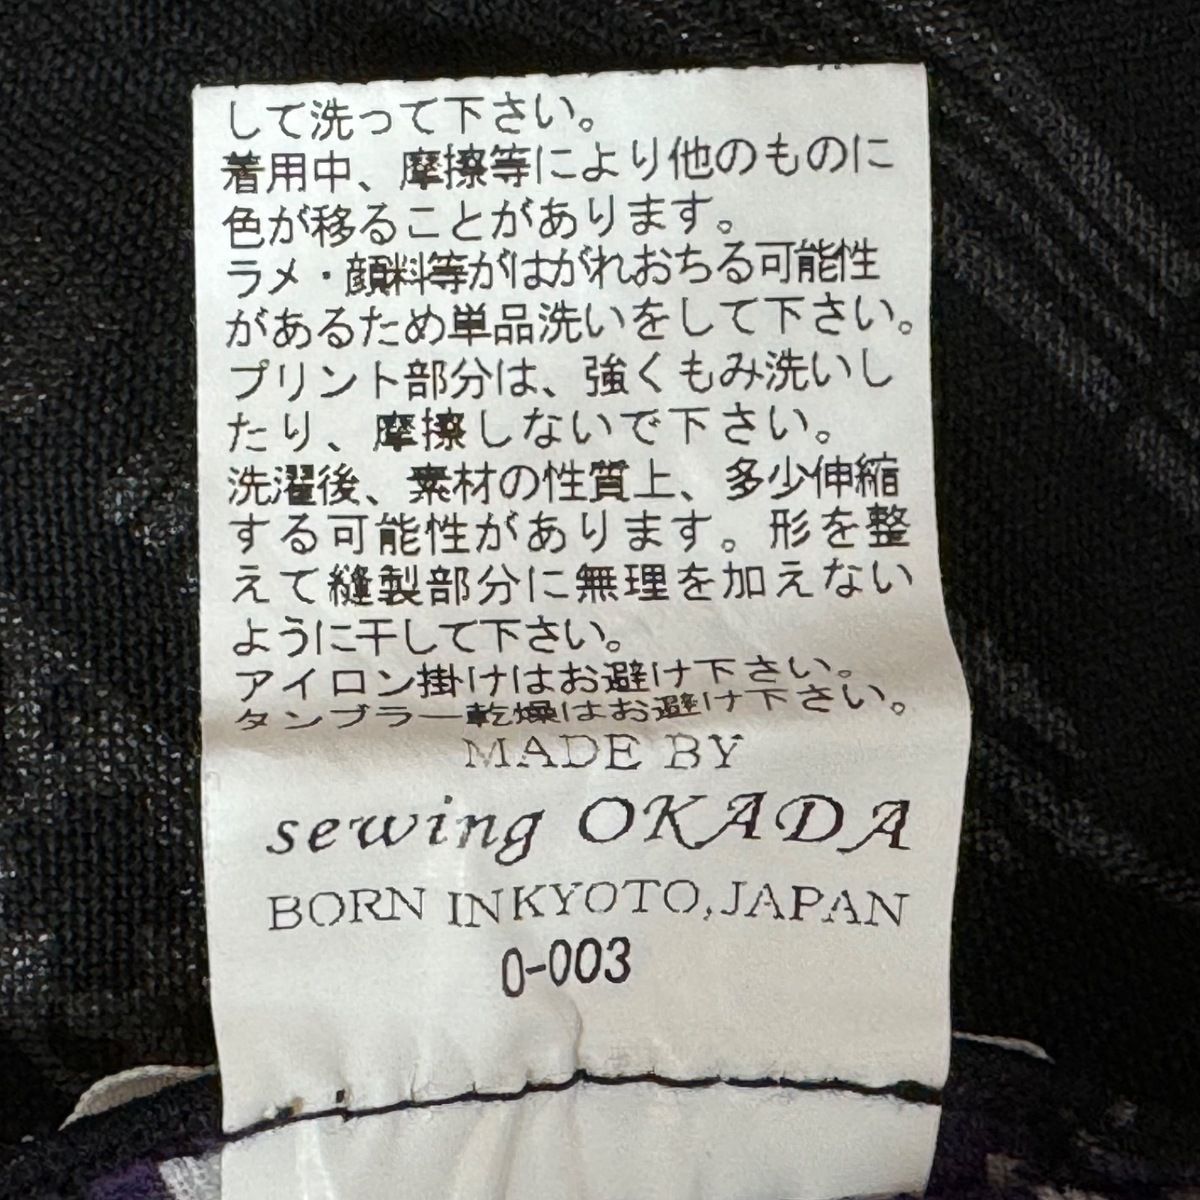 して洗って下さい。
着用中、摩擦等により他のものに
色が移ることがあります。
ラメ・顔料等がはがれおちる可能性
があるため単品洗いをして下さい。
プリント部分は、強くもみ洗いし
たり、摩擦しないで下さい。
洗濯後、素材の性質上、多少伸縮
する可能性があります。形を整
えて縫製部分に無理を加えない
ように干して下さい。
アイロン掛けはお避け下さい。
タンブラー乾燥はお避け下さい。
MADE BY
sewing OKADA
BORN IN KYOTO, JAPAN
0-003